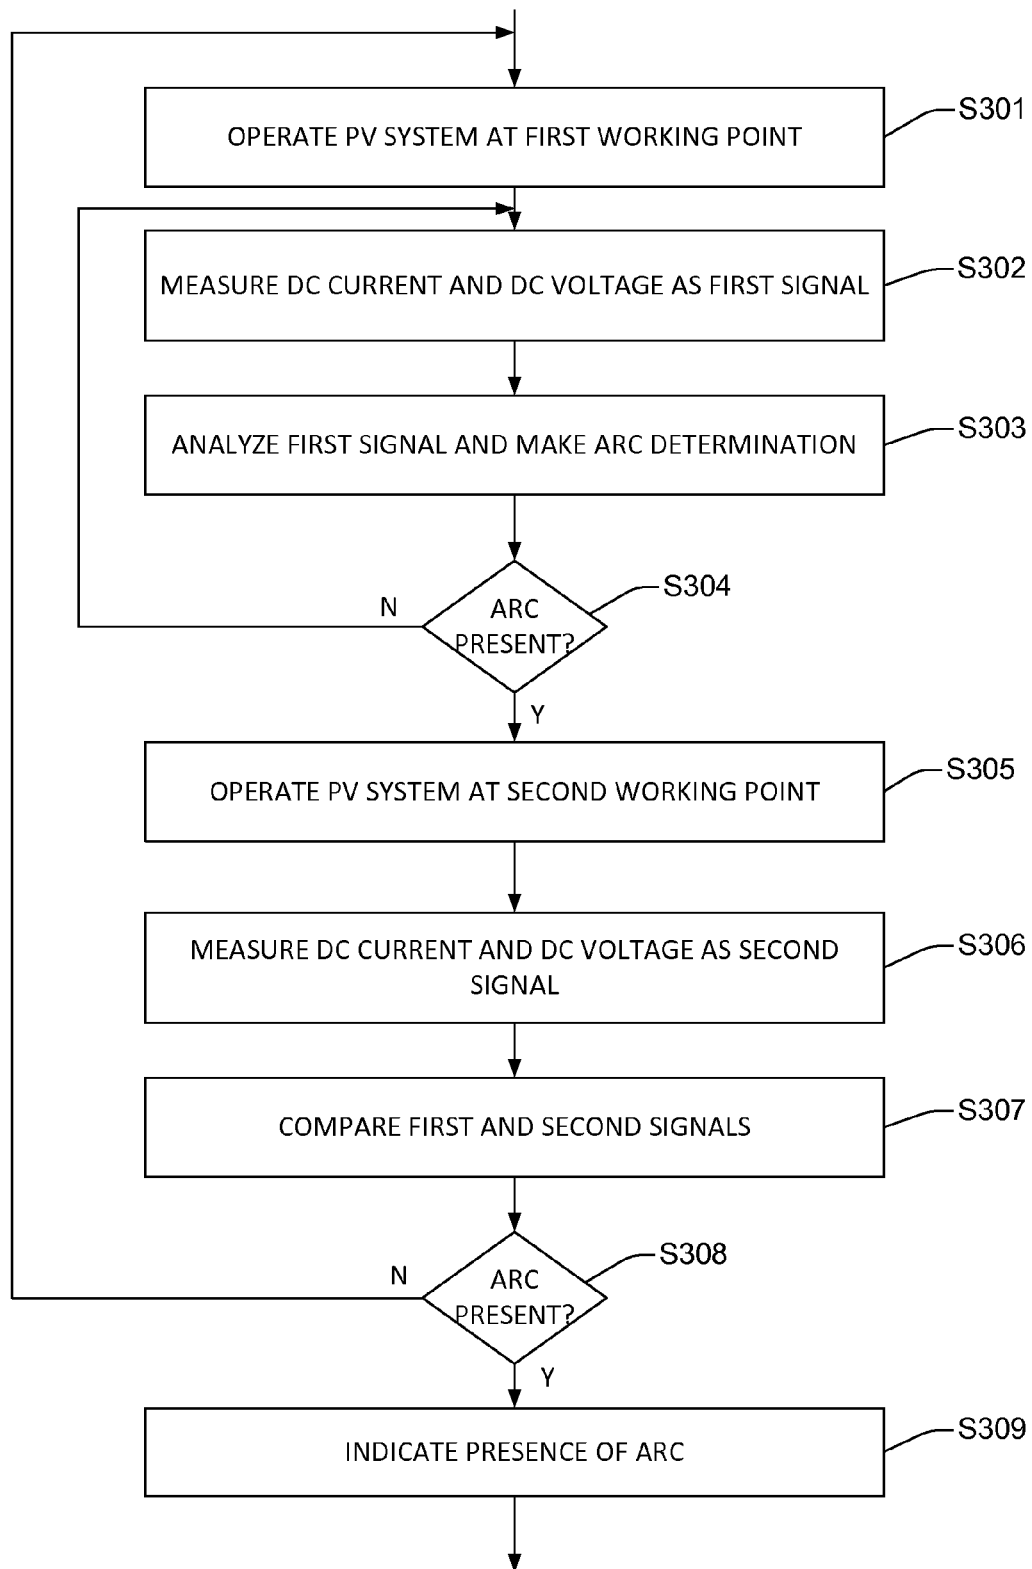 OPERATE PV SYSTEM AT FIRST WORKING POINT
S301
MEASURE DC CURRENT AND DC VOLTAGE AS FIRST SIGNAL
S302
ANALYZE FIRST SIGNAL AND MAKE ARC DETERMINATION
S303
ARC
PRESENT?
S304
N
Y
OPERATE PV SYSTEM AT SECOND WORKING POINT
S305
MEASURE DC CURRENT AND DC VOLTAGE AS SECOND
SIGNAL
S306
COMPARE FIRST AND SECOND SIGNALS
S307
ARC
PRESENT?
S308
N
Y
INDICATE PRESENCE OF ARC
S309